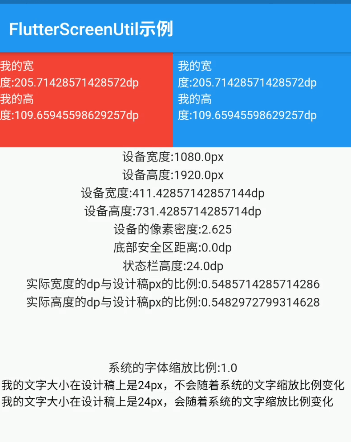 FlutterScreenUtil示例
我的宽
度:205.71428571428572dp
我的高
度:109.65945598629257dp
我的宽
度:205.71428571428572dp
我的高
度:109.65945598629257dp
设备宽度:1080.0px
设备高度:1920.0px
设备宽度:411.42857142857144dp
设备高度:731.4285714285714dp
设备的像素密度:2.625
底部安全区距离:0.0dp
状态栏高度:24.0dp
实际宽度的dp与设计稿px的比例:0.5485714285714286
实际高度的dp与设计稿px的比例:0.5482972799314628
系统的字体缩放比例:1.0
我的文字大小在设计稿上是24px，不会随着系统的文字缩放比例变化
我的文字大小在设计稿上是24px，会随着系统的文字缩放比例变化